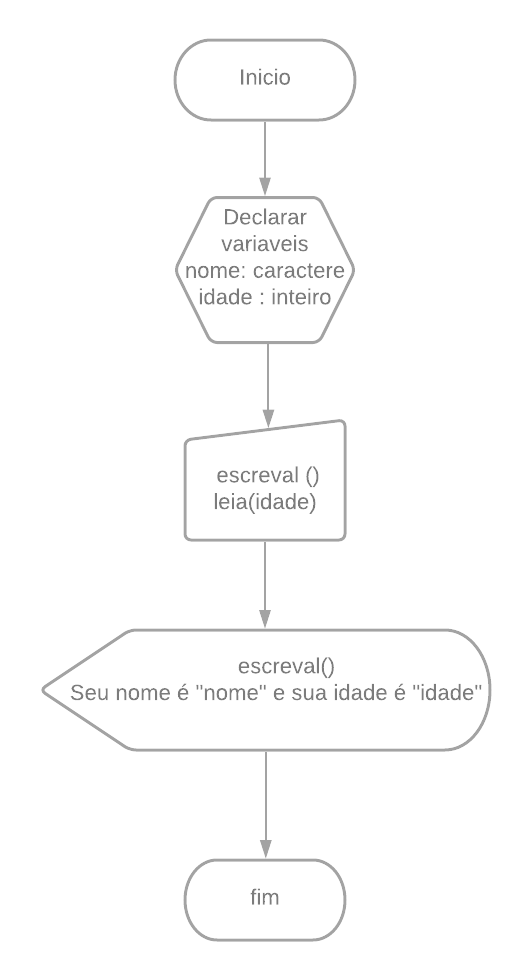 Inicio
Declarar
variaveis
nome: caractere
idade : inteiro
escreval ()
leia(idade)
escreval()
Seu nome é "nome" e sua idade é "idade"
fim